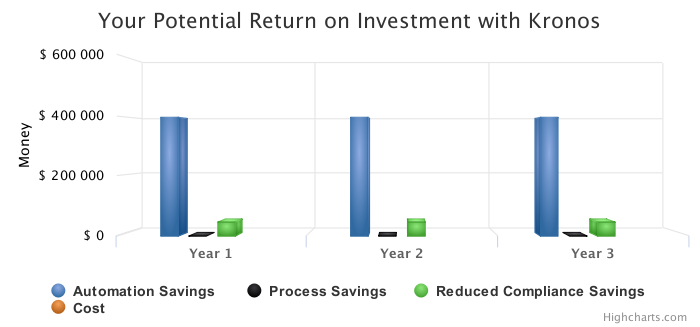 Your Potential Return on Investment with Kronos
$ 600 000
$ 400 000
$ 200 000
$ 0
Money
Year 1 Year 2 Year 3
Automation Savings Process Savings Reduced Compliance Savings
Cost
Highcharts.com